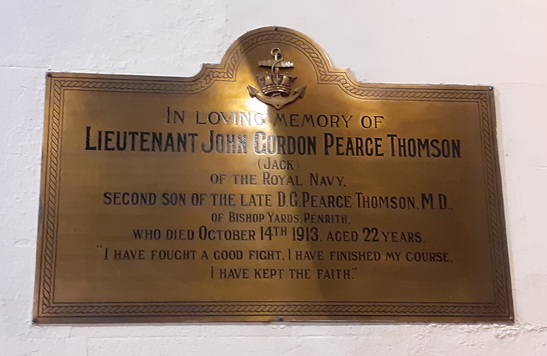 IN LOVING MEMORY OF
LIEUTENANT JOHN GORDON PEARCE THOMSON
(JACK)
OF THE ROYAL NAVY,
SECOND SON OF THE LATE D.G. PEARCE THOMSON, M.D.
OF BISHOP YARDS, PENRITH.
WHO DIED OCTOBER 14TH 1913, AGED 22 YEARS.
"I HAVE FOUGHT A GOOD FIGHT, I HAVE FINISHED MY COURSE.
I HAVE KEPT THE FAITH."